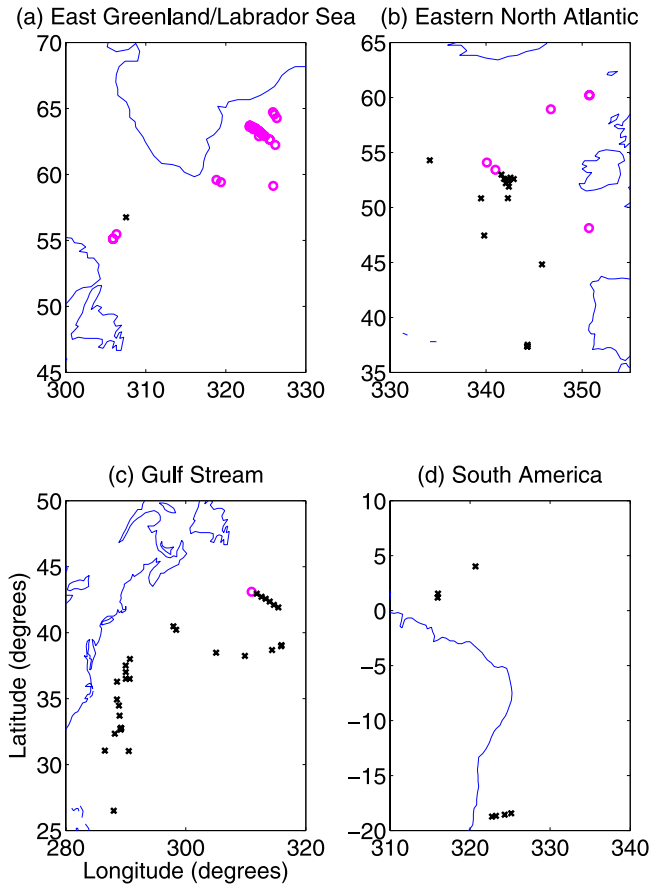 (a) East Greenland/Labrador Sea
70
65
60
55
50
45
300 310 320 330
(b) Eastern North Atlantic
65
60
55
50
45
40
35
330 340 350
(c) Gulf Stream
50
45
40
35
30
25
280 300 320
Latitude (degrees)
Longitude (degrees)
(d) South America
10
5
0
−5
−10
−15
−20
310 320 330 340